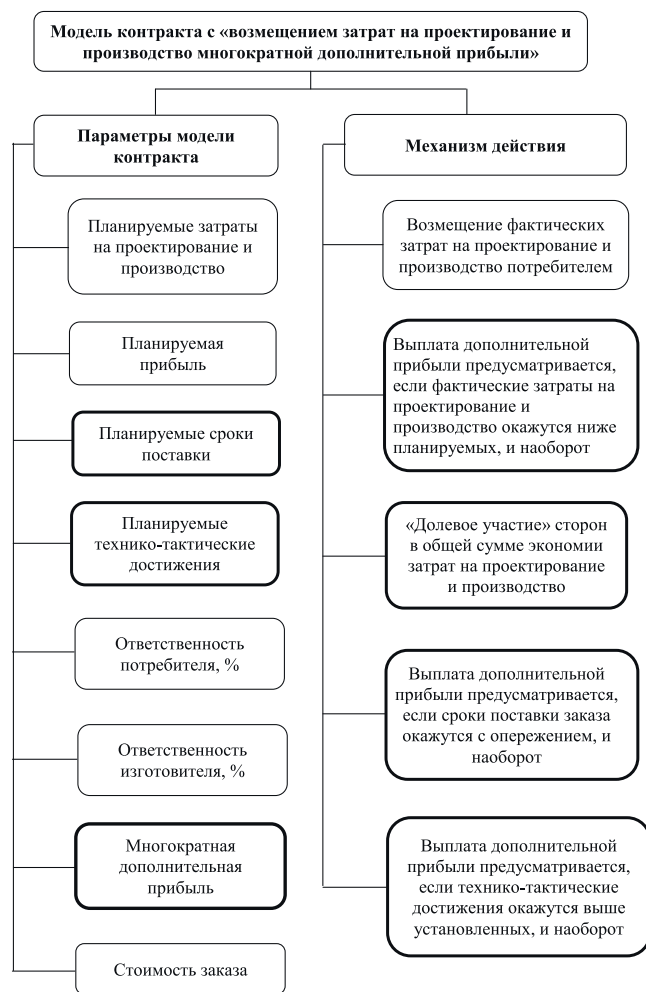 Модель контракта с «возмещением затрат на проектирование и
производство многократной дополнительной прибыли»
Параметры модели
контракта
Планируемые затраты
на проектирование и
производство
Планируемая
прибыль
Планируемые сроки
поставки
Планируемые
технико-тактические
достижения
Ответственность
потребителя, %
Ответственность
изготовителя, %
Многократная
дополнительная
прибыль
Стоимость заказа
Механизм действия
Возмещение фактических
затрат на проектирование и
производство потребителем
Выплата дополнительной
прибыли предусматривается,
если фактические затраты на
проектирование и
производство окажутся ниже
планируемых, и наоборот
«Долевое участие» сторон
в общей сумме экономии
затрат на проектирование
и производство
Выплата дополнительной
прибыли предусматривается,
если сроки поставки заказа
окажутся с опережением, и
наоборот
Выплата дополнительной
прибыли предусматривается,
если технико-тактические
достижения окажутся выше
установленных, и наоборот